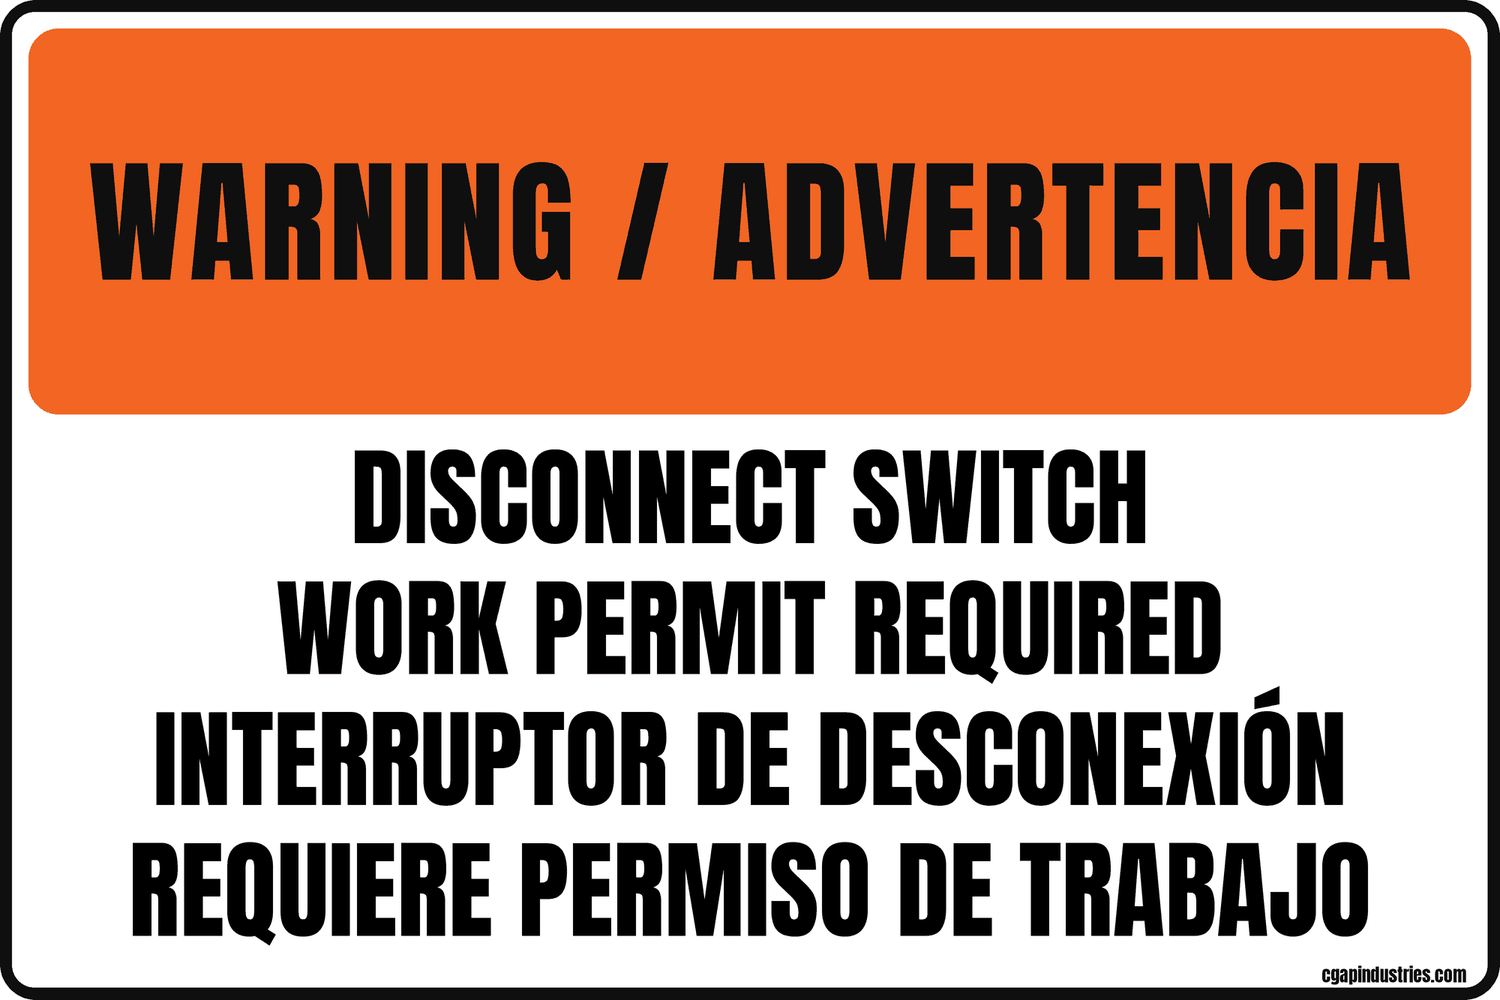 WARNING / ADVERTENCIA
DISCONNECT SWITCH
WORK PERMIT REQUIRED
INTERRUPTOR DE DESCONEXIÓN
REQUIERE PERMISO DE TRABAJO
cgapindustries.com